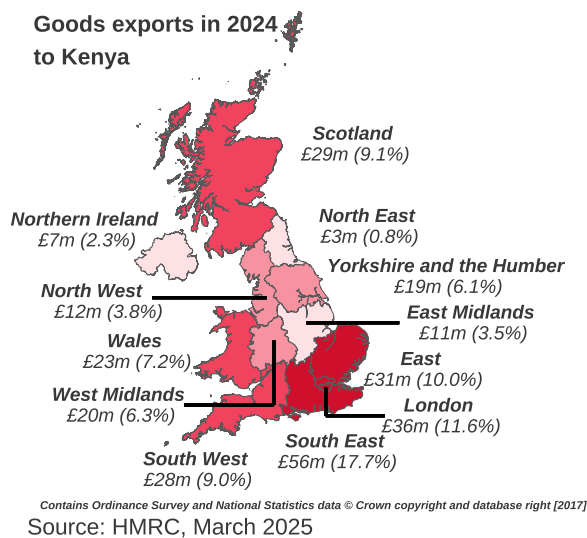 Goods exports in 2024
to Kenya
Scotland
£29m (9.1%)
Northern Ireland
£7m (2.3%)
North East
£3m (0.8%)
Yorkshire and the Humber
£19m (6.1%)
North West
£12m (3.8%)
East Midlands
£11m (3.5%)
Wales
£23m (7.2%)
East
£31m (10.0%)
West Midlands
£20m (6.3%)
London
£36m (11.6%)
South East
£56m (17.7%)
South West
£28m (9.0%)
Contains Ordinance Survey and National Statistics data © Crown copyright and database right [2017]
Source: HMRC, March 2025